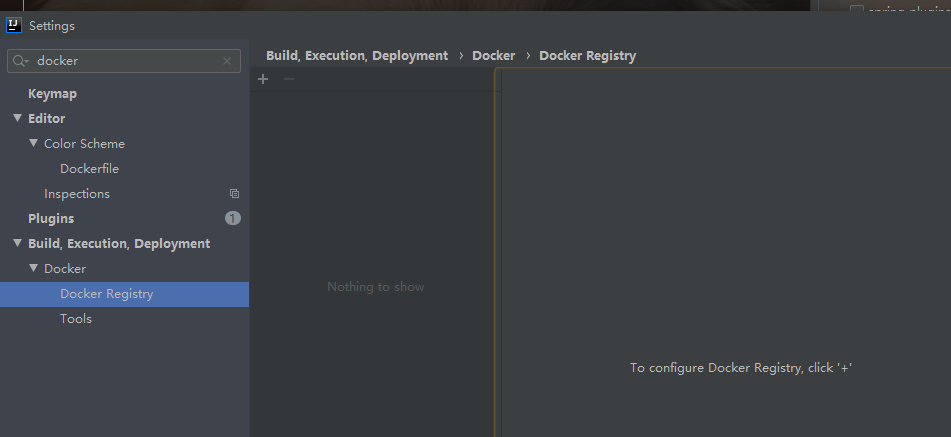 Settings
docker
Keymap
Editor
Color Scheme
Dockerfile
Inspections
Plugins
1
Build, Execution, Deployment
Docker
Docker Registry
Tools
Build, Execution, Deployment › Docker › Docker Registry
Nothing to show
To configure Docker Registry, click '+'